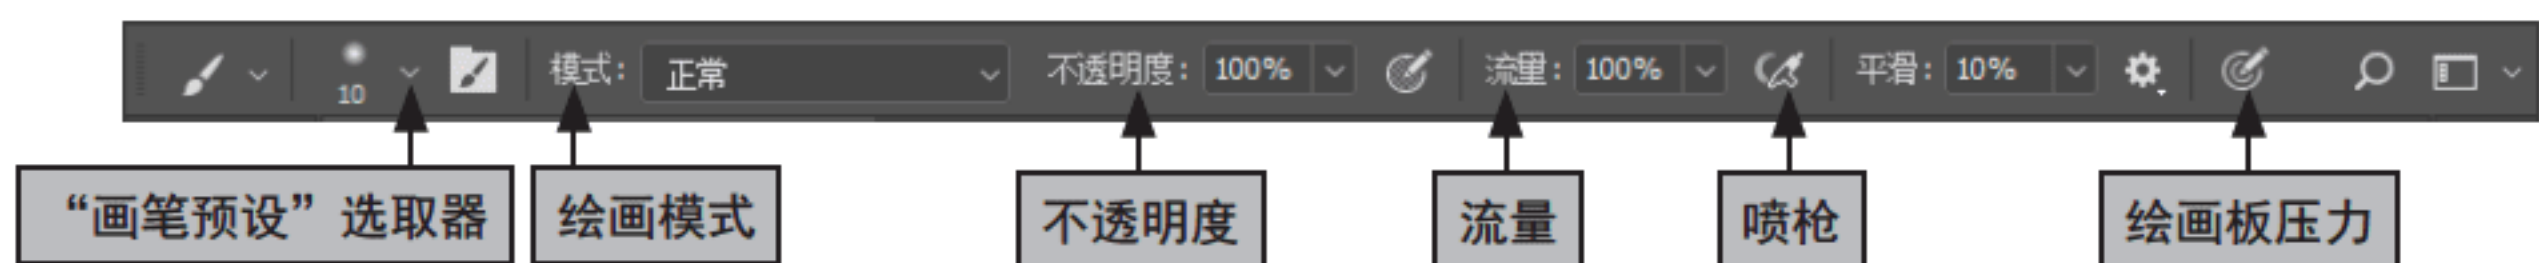 模式： 正常 不透明度： 100% 流量： 100% 平滑： 10%
10
“画笔预设”选取器 绘画模式 不透明度 流量 喷枪 绘画板压力